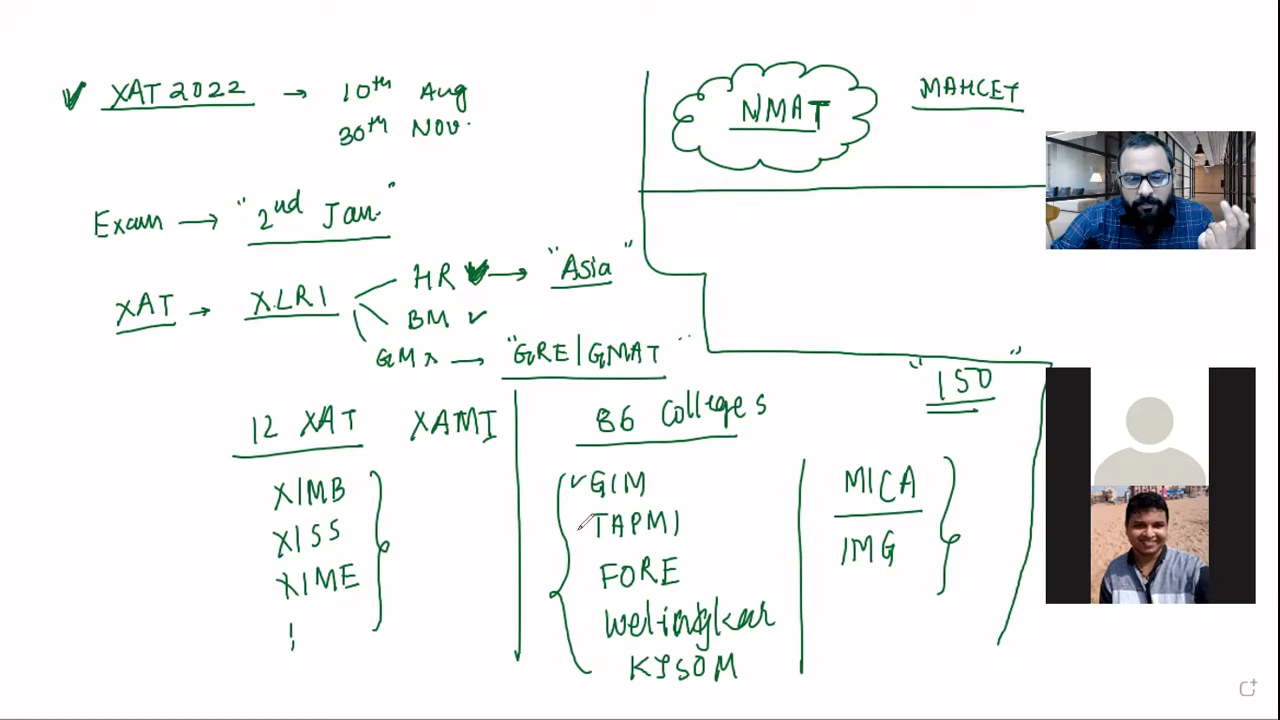 XAT 2022 → 10th Aug
30th NOV.
Exam → "2nd Jan"
XAT → XLRI
HR → "Asia"
BM
GM x → "GRE|GMAT"
12 XAT XAMI
XIMB
XISS
XIME
86 Colleges
GIM
TAPMI
FORE
Welingkar
KJSOM
"150"
MICA
IMG
NMAT
MAHCET